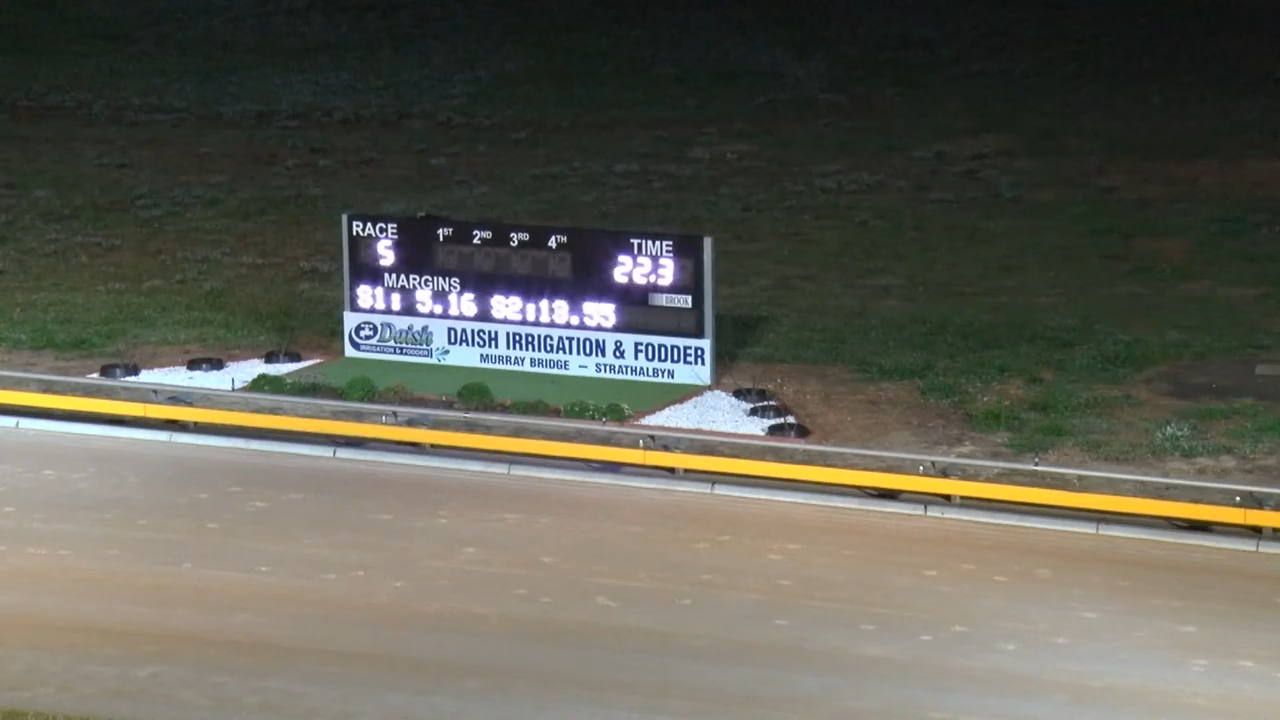 RACE 1ST 2ND 3RD 4TH TIME
5 22.3
MARGINS
BROOK
S1: 5.16 S2:13.55
Daish
IRRIGATION & FODDER
DAISH IRRIGATION & FODDER
MURRAY BRIDGE — STRATHALBYN